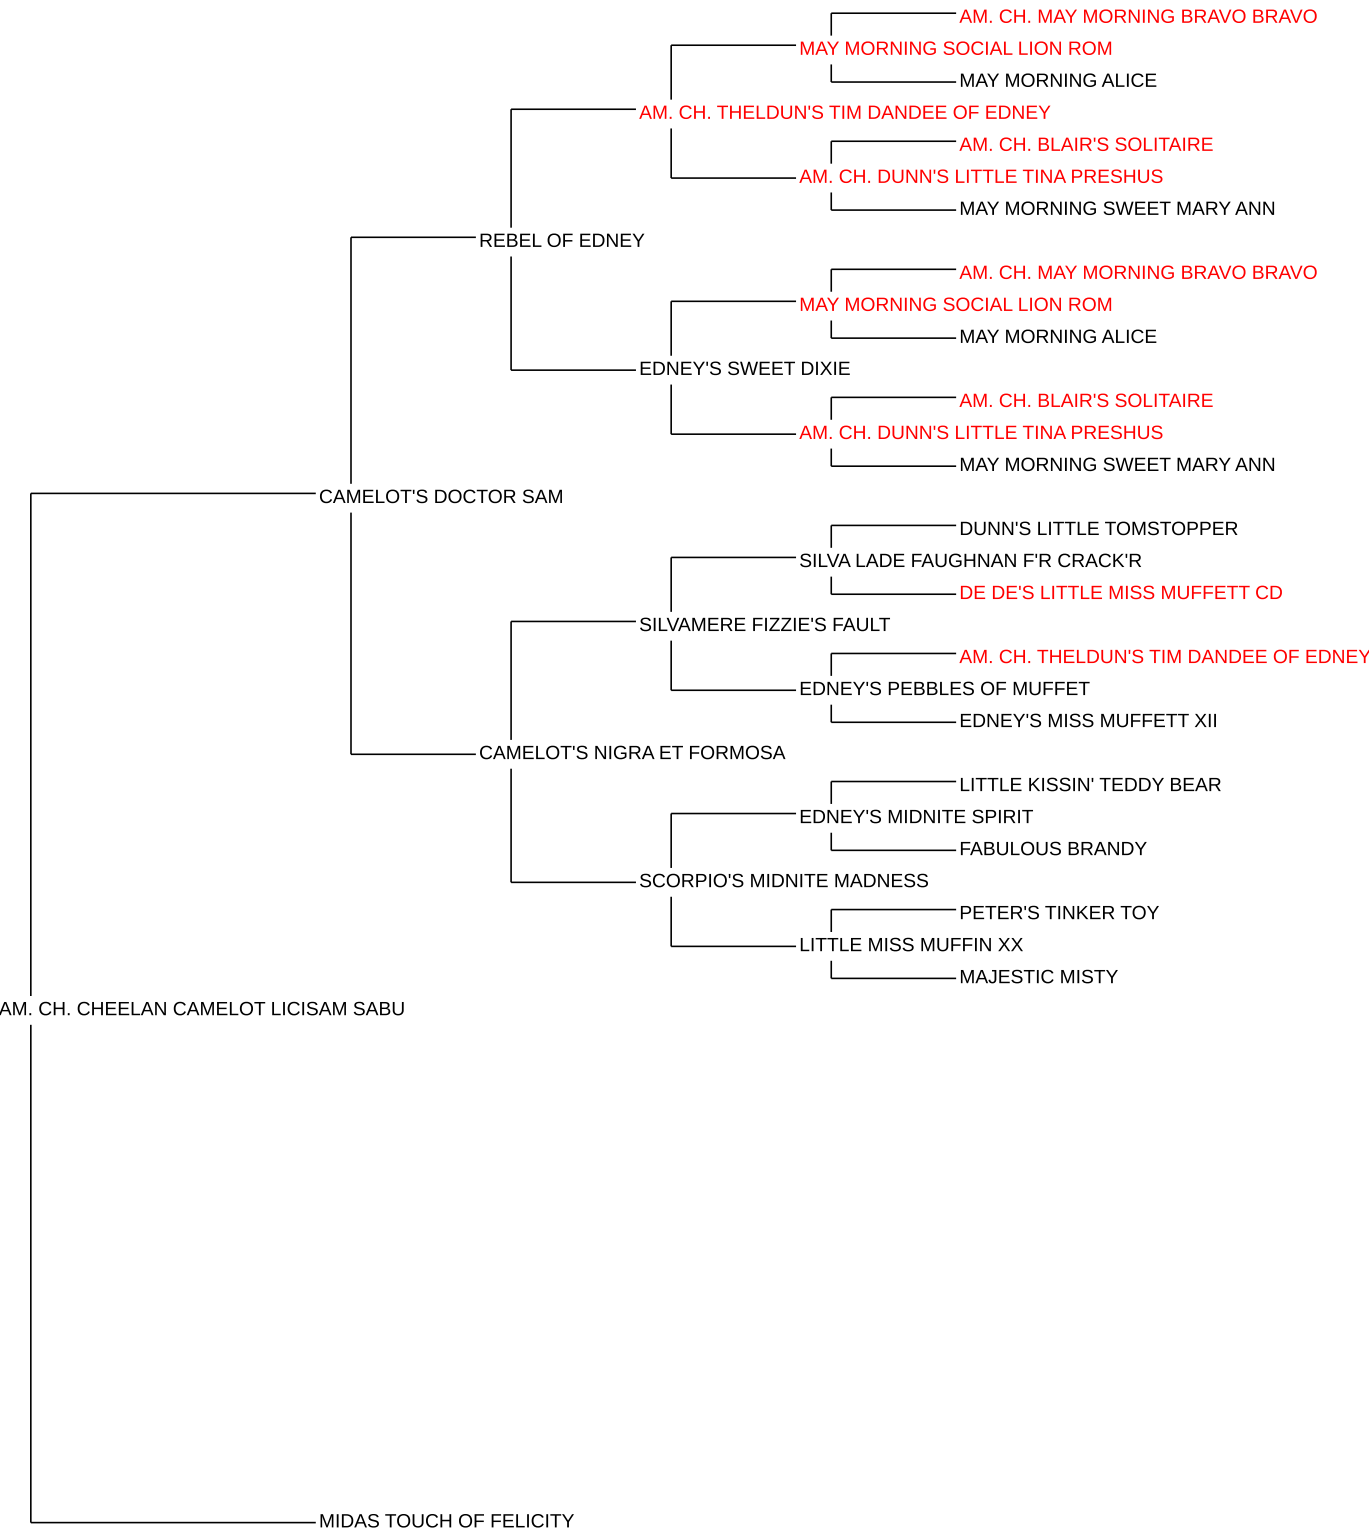 AM. CH. MAY MORNING BRAVO BRAVO
MAY MORNING SOCIAL LION ROM
MAY MORNING ALICE
AM. CH. THELDUN'S TIM DANDEE OF EDNEY
AM. CH. BLAIR'S SOLITAIRE
AM. CH. DUNN'S LITTLE TINA PRESHUS
MAY MORNING SWEET MARY ANN
REBEL OF EDNEY
AM. CH. MAY MORNING BRAVO BRAVO
MAY MORNING SOCIAL LION ROM
MAY MORNING ALICE
EDNEY'S SWEET DIXIE
AM. CH. BLAIR'S SOLITAIRE
AM. CH. DUNN'S LITTLE TINA PRESHUS
MAY MORNING SWEET MARY ANN
CAMELOT'S DOCTOR SAM
DUNN'S LITTLE TOMSTOPPER
SILVA LADE FAUGHNAN F'R CRACK'R
DE DE'S LITTLE MISS MUFFETT CD
SILVAMERE FIZZIE'S FAULT
AM. CH. THELDUN'S TIM DANDEE OF EDNEY
EDNEY'S PEBBLES OF MUFFET
EDNEY'S MISS MUFFETT XII
CAMELOT'S NIGRA ET FORMOSA
LITTLE KISSIN' TEDDY BEAR
EDNEY'S MIDNITE SPIRIT
FABULOUS BRANDY
SCORPIO'S MIDNITE MADNESS
PETER'S TINKER TOY
LITTLE MISS MUFFIN XX
MAJESTIC MISTY
AM. CH. CHEELAN CAMELOT LICISAM SABU
MIDAS TOUCH OF FELICITY